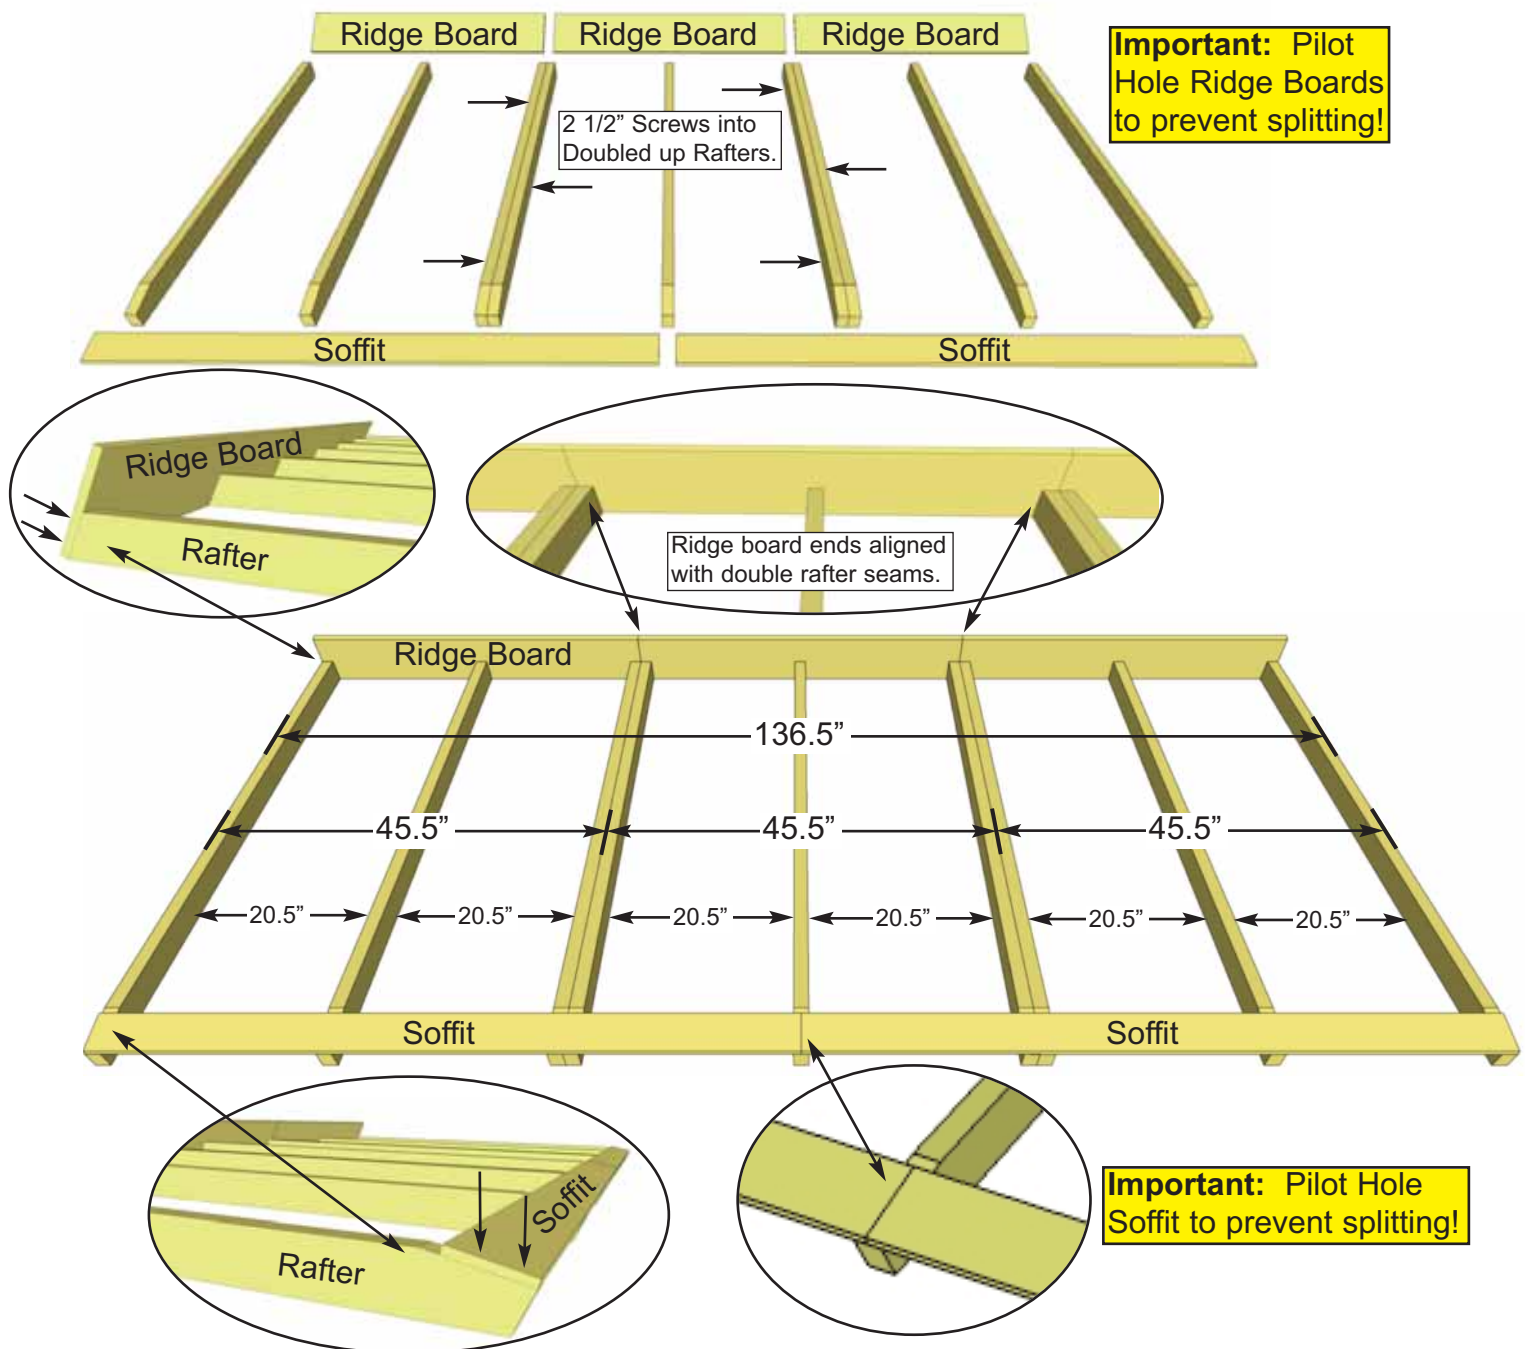 Ridge Board
Ridge Board
Ridge Board
Important: Pilot
Hole Ridge Boards
to prevent splitting!
2 1/2” Screws into
Doubled up Rafters.
Soffit
Soffit
Ridge Board
Rafter
Ridge board ends aligned
with double rafter seams.
Ridge Board
136.5”
45.5”
45.5”
45.5”
20.5”
20.5”
20.5”
20.5”
20.5”
20.5”
Soffit
Soffit
Soffit
Rafter
Important: Pilot Hole
Soffit to prevent splitting!